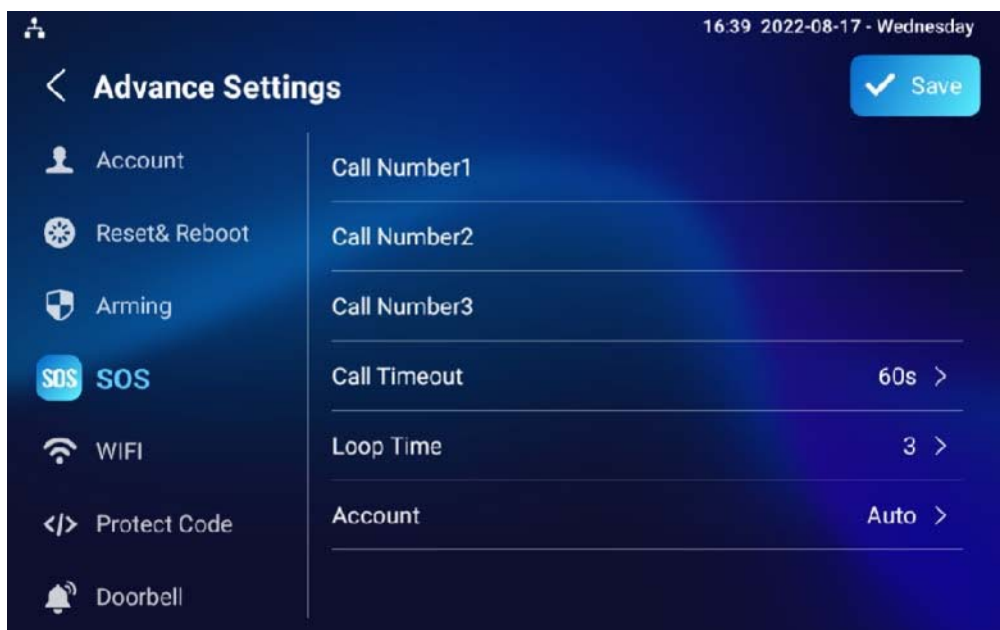 16:39 2022-08-17 - Wednesday
Advance Settings
Save
Account
Reset& Reboot
Arming
SOS SOS
WIFI
</> Protect Code
Doorbell
Call Number1
Call Number2
Call Number3
Call Timeout 60s >
Loop Time 3 >
Account Auto >